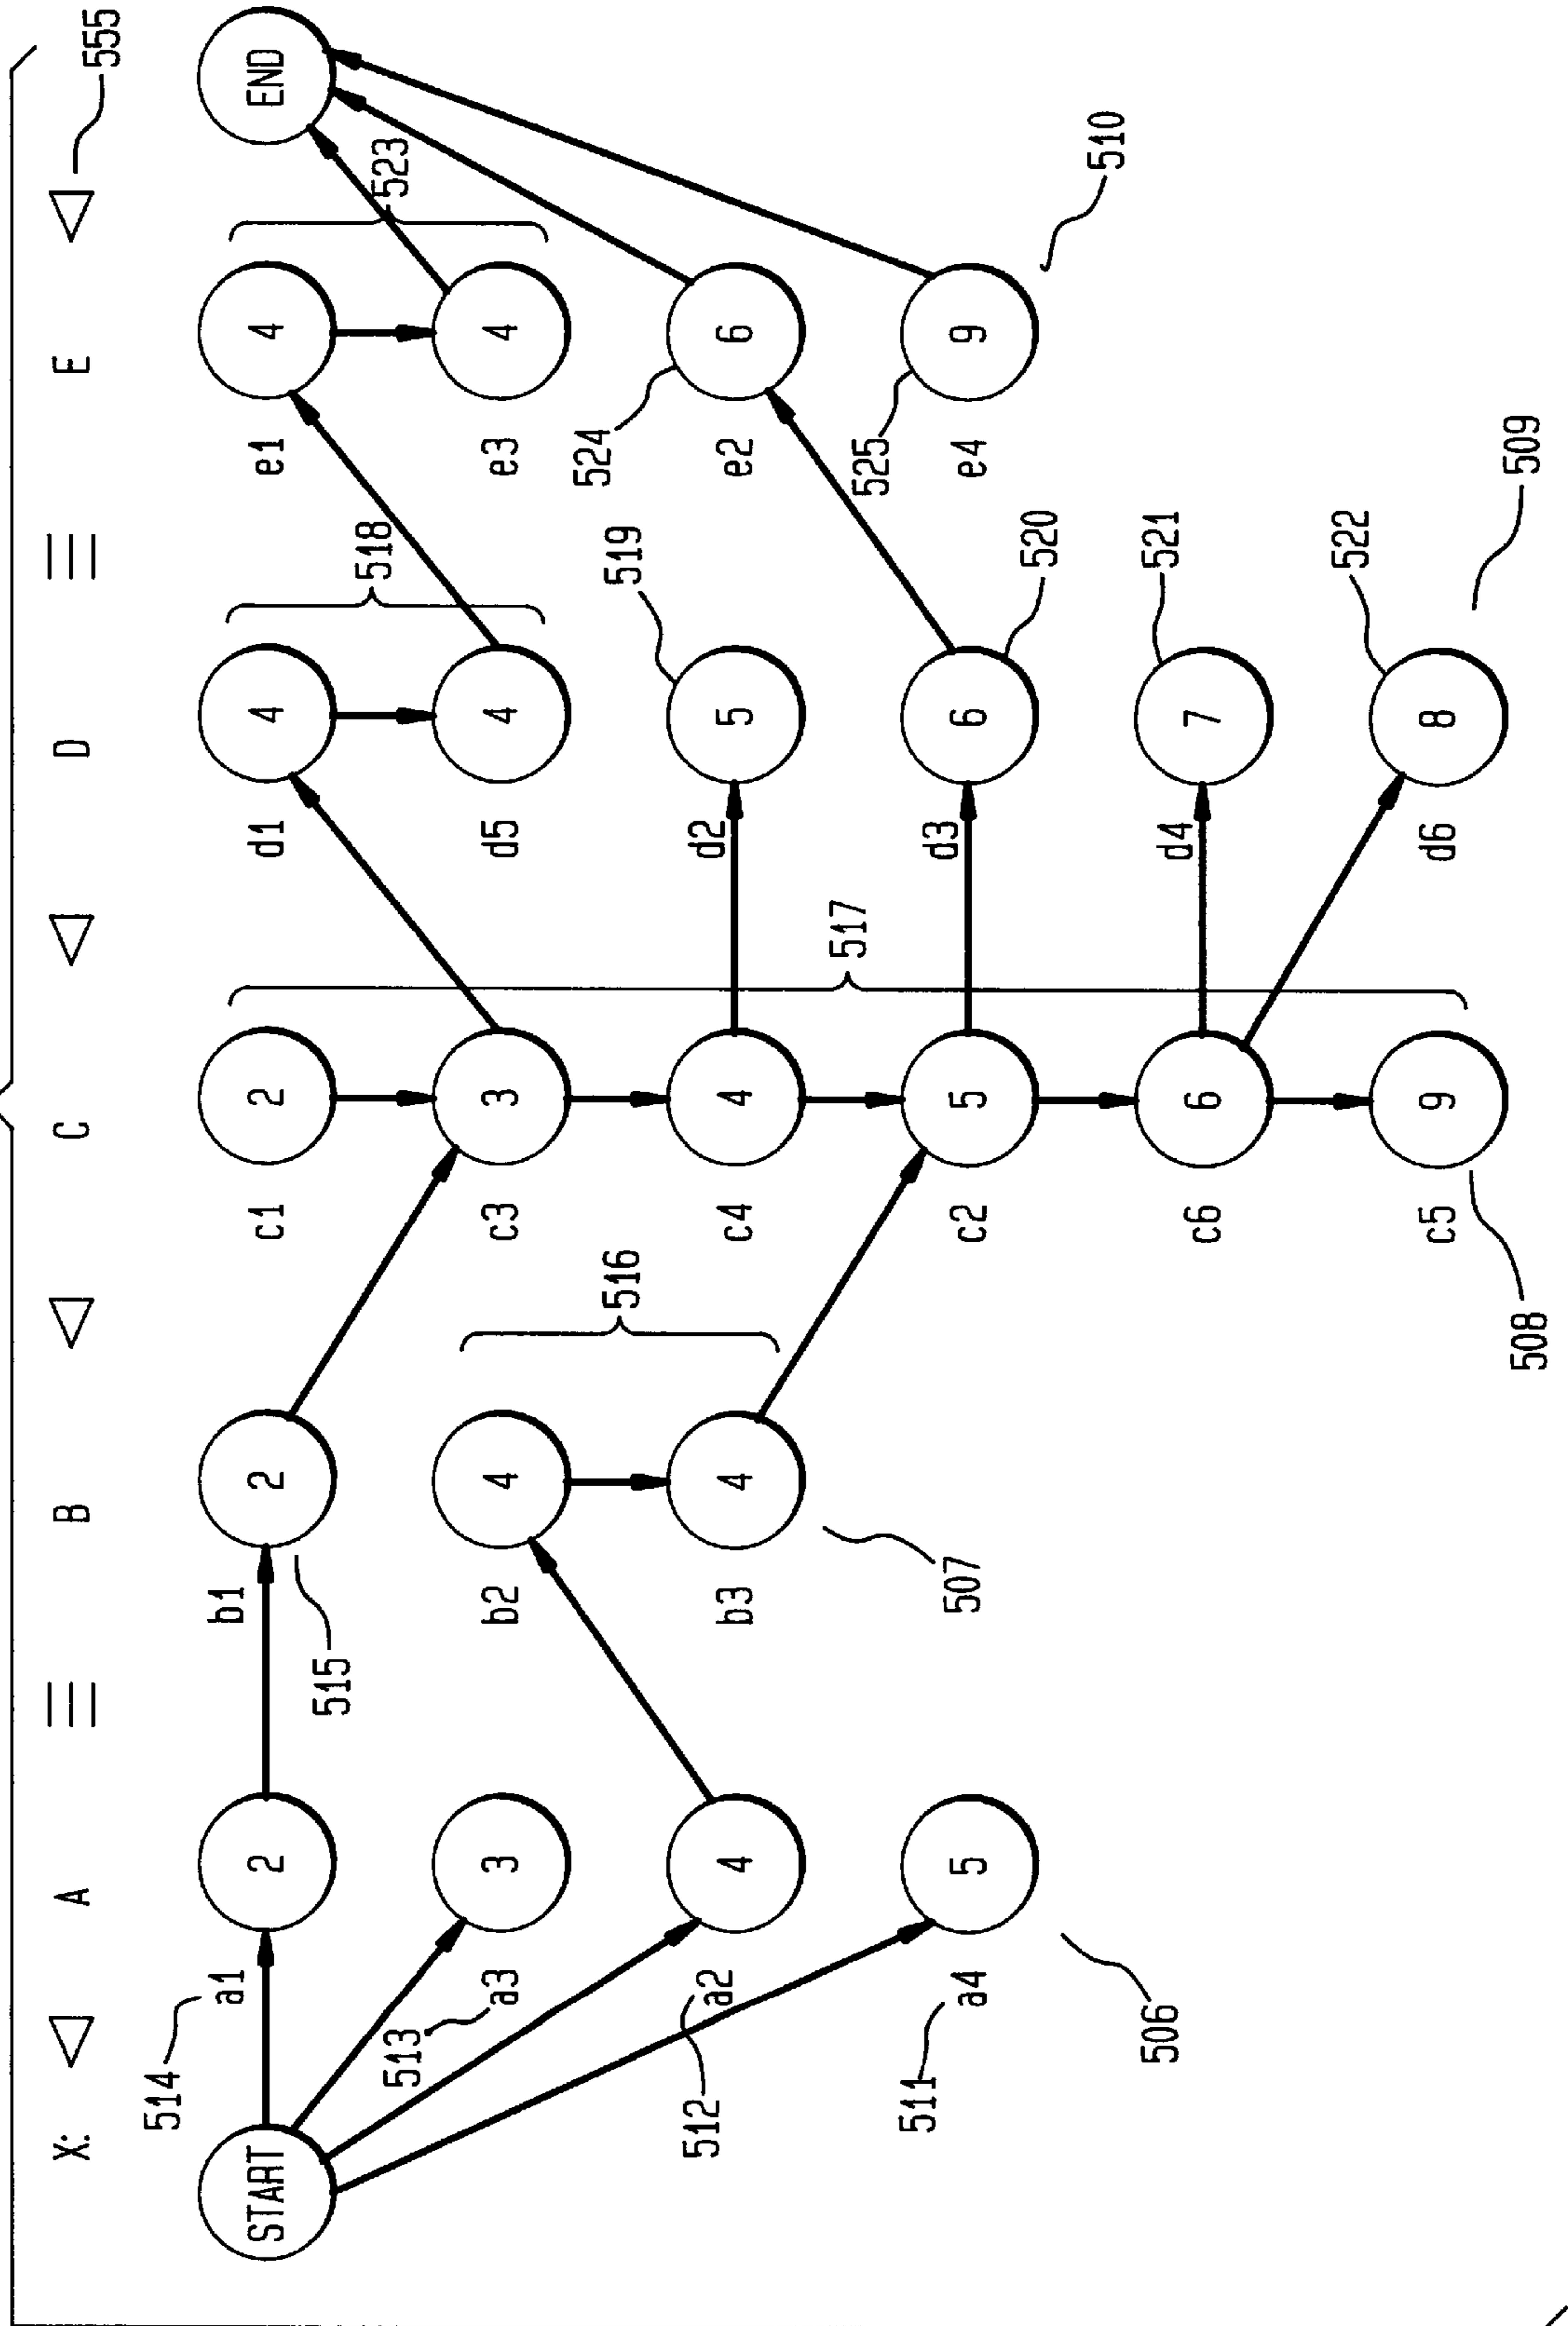 X: ◁ A ≡ B ◁ C ◁ D ≡ E ◁ 555
514
START a1 2 b1 2 c1 2 d1 4 e1 4 END
515
518 523
513 a3 3 b2 4 c3 3 d5 4 e3 4
516 519 524
512 a2 4 b3 4 c4 4 d2 5 e2 6
517 525
511 a4 5 c2 5 d3 6 e4 9
507 520 510
506 521
c6 6 d4 7
522
c5 9 d6 8
508 509